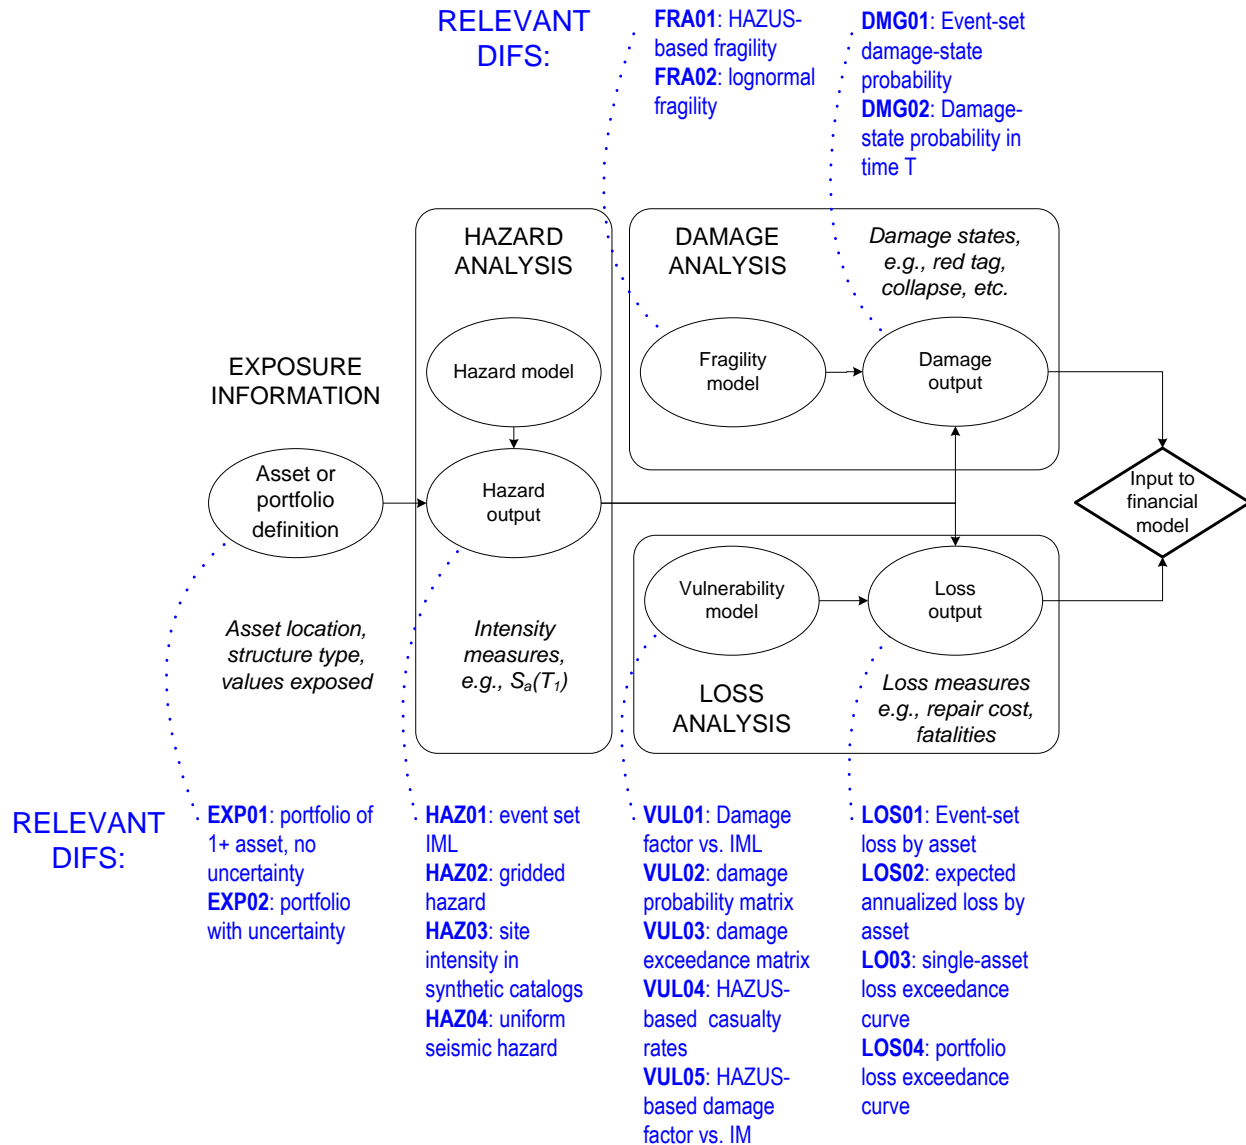 RELEVANT
DIFS:
FRA01: HAZUS-
based fragility
FRA02: lognormal
fragility
DMG01: Event-set
damage-state
probability
DMG02: Damage-
state probability in
time T
HAZARD
ANALYSIS
DAMAGE
ANALYSIS
Damage states,
e.g., red tag,
collapse, etc.
EXPOSURE
INFORMATION
Hazard model
Fragility
model
Damage
output
Asset or
portfolio
definition
Hazard
output
Input to
financial
model
Vulnerability
model
Loss
output
Asset location,
structure type,
values exposed
Intensity
measures,
e.g., Sa(T1)
LOSS
ANALYSIS
Loss measures
e.g., repair cost,
fatalities
RELEVANT
DIFS:
EXP01: portfolio of
1+ asset, no
uncertainty
EXP02: portfolio
with uncertainty
HAZ01: event set
IML
HAZ02: gridded
hazard
HAZ03: site
intensity in
synthetic catalogs
HAZ04: uniform
seismic hazard
VUL01: Damage
factor vs. IML
VUL02: damage
probability matrix
VUL03: damage
exceedance matrix
VUL04: HAZUS-
based casualty
rates
VUL05: HAZUS-
based damage
factor vs. IM
LOS01: Event-set
loss by asset
LOS02: expected
annualized loss by
asset
LO03: single-asset
loss exceedance
curve
LOS04: portfolio
loss exceedance
curve